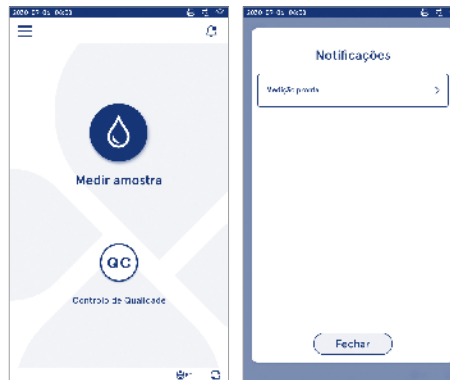 Medir amostra
QC
Controlo de Qualidade
Notificações
Medição pronta
Fechar